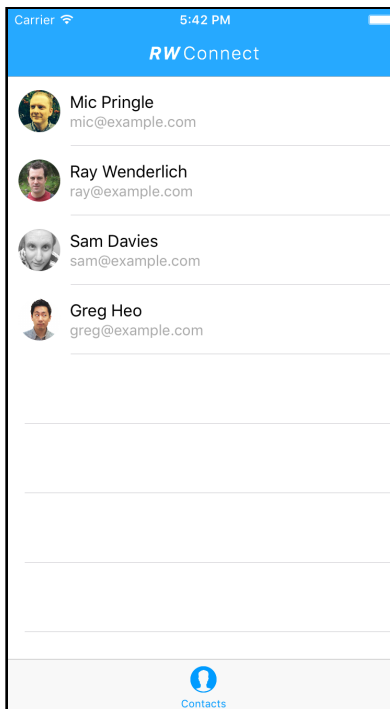 Carrier 5:42 PM
RWConnect
Mic Pringle
mic@example.com
Ray Wenderlich
ray@example.com
Sam Davies
sam@example.com
Greg Heo
greg@example.com
Contacts